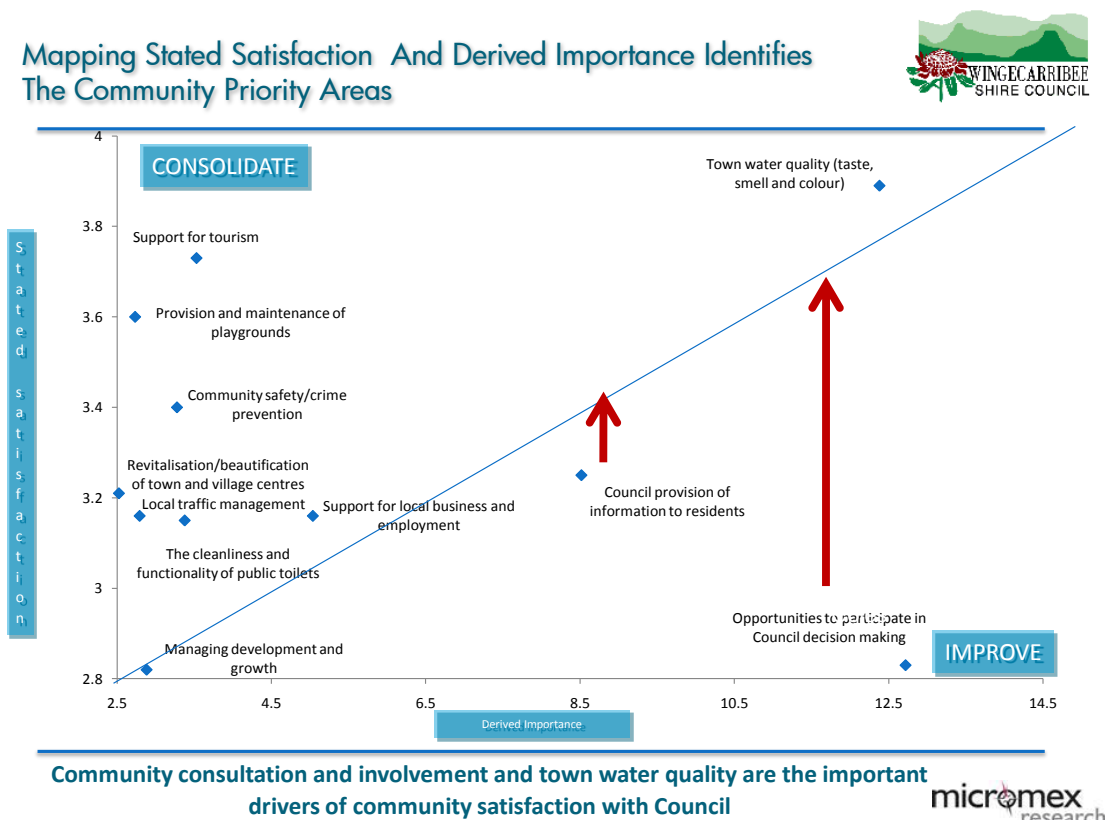 Mapping Stated Satisfaction And Derived Importance Identifies
The Community Priority Areas
WINGECARRIBEE
SHIRE COUNCIL
CONSOLIDATE
Stated satisfaction
4
3.8
3.6
3.4
3.2
3
2.8
Town water quality (taste,
smell and colour)
Support for tourism
Provision and maintenance of
playgrounds
Community safety/crime
prevention
Revitalisation/beautification
of town and village centres
Local traffic management
Support for local business and
employment
Council provision of
information to residents
The cleanliness and
functionality of public toilets
Opportunities to participate in
Council decision making
Managing development and
growth
IMPROVE
2.5 4.5 6.5 8.5 10.5 12.5 14.5
Derived Importance
Community consultation and involvement and town water quality are the important
drivers of community satisfaction with Council
micromex
research